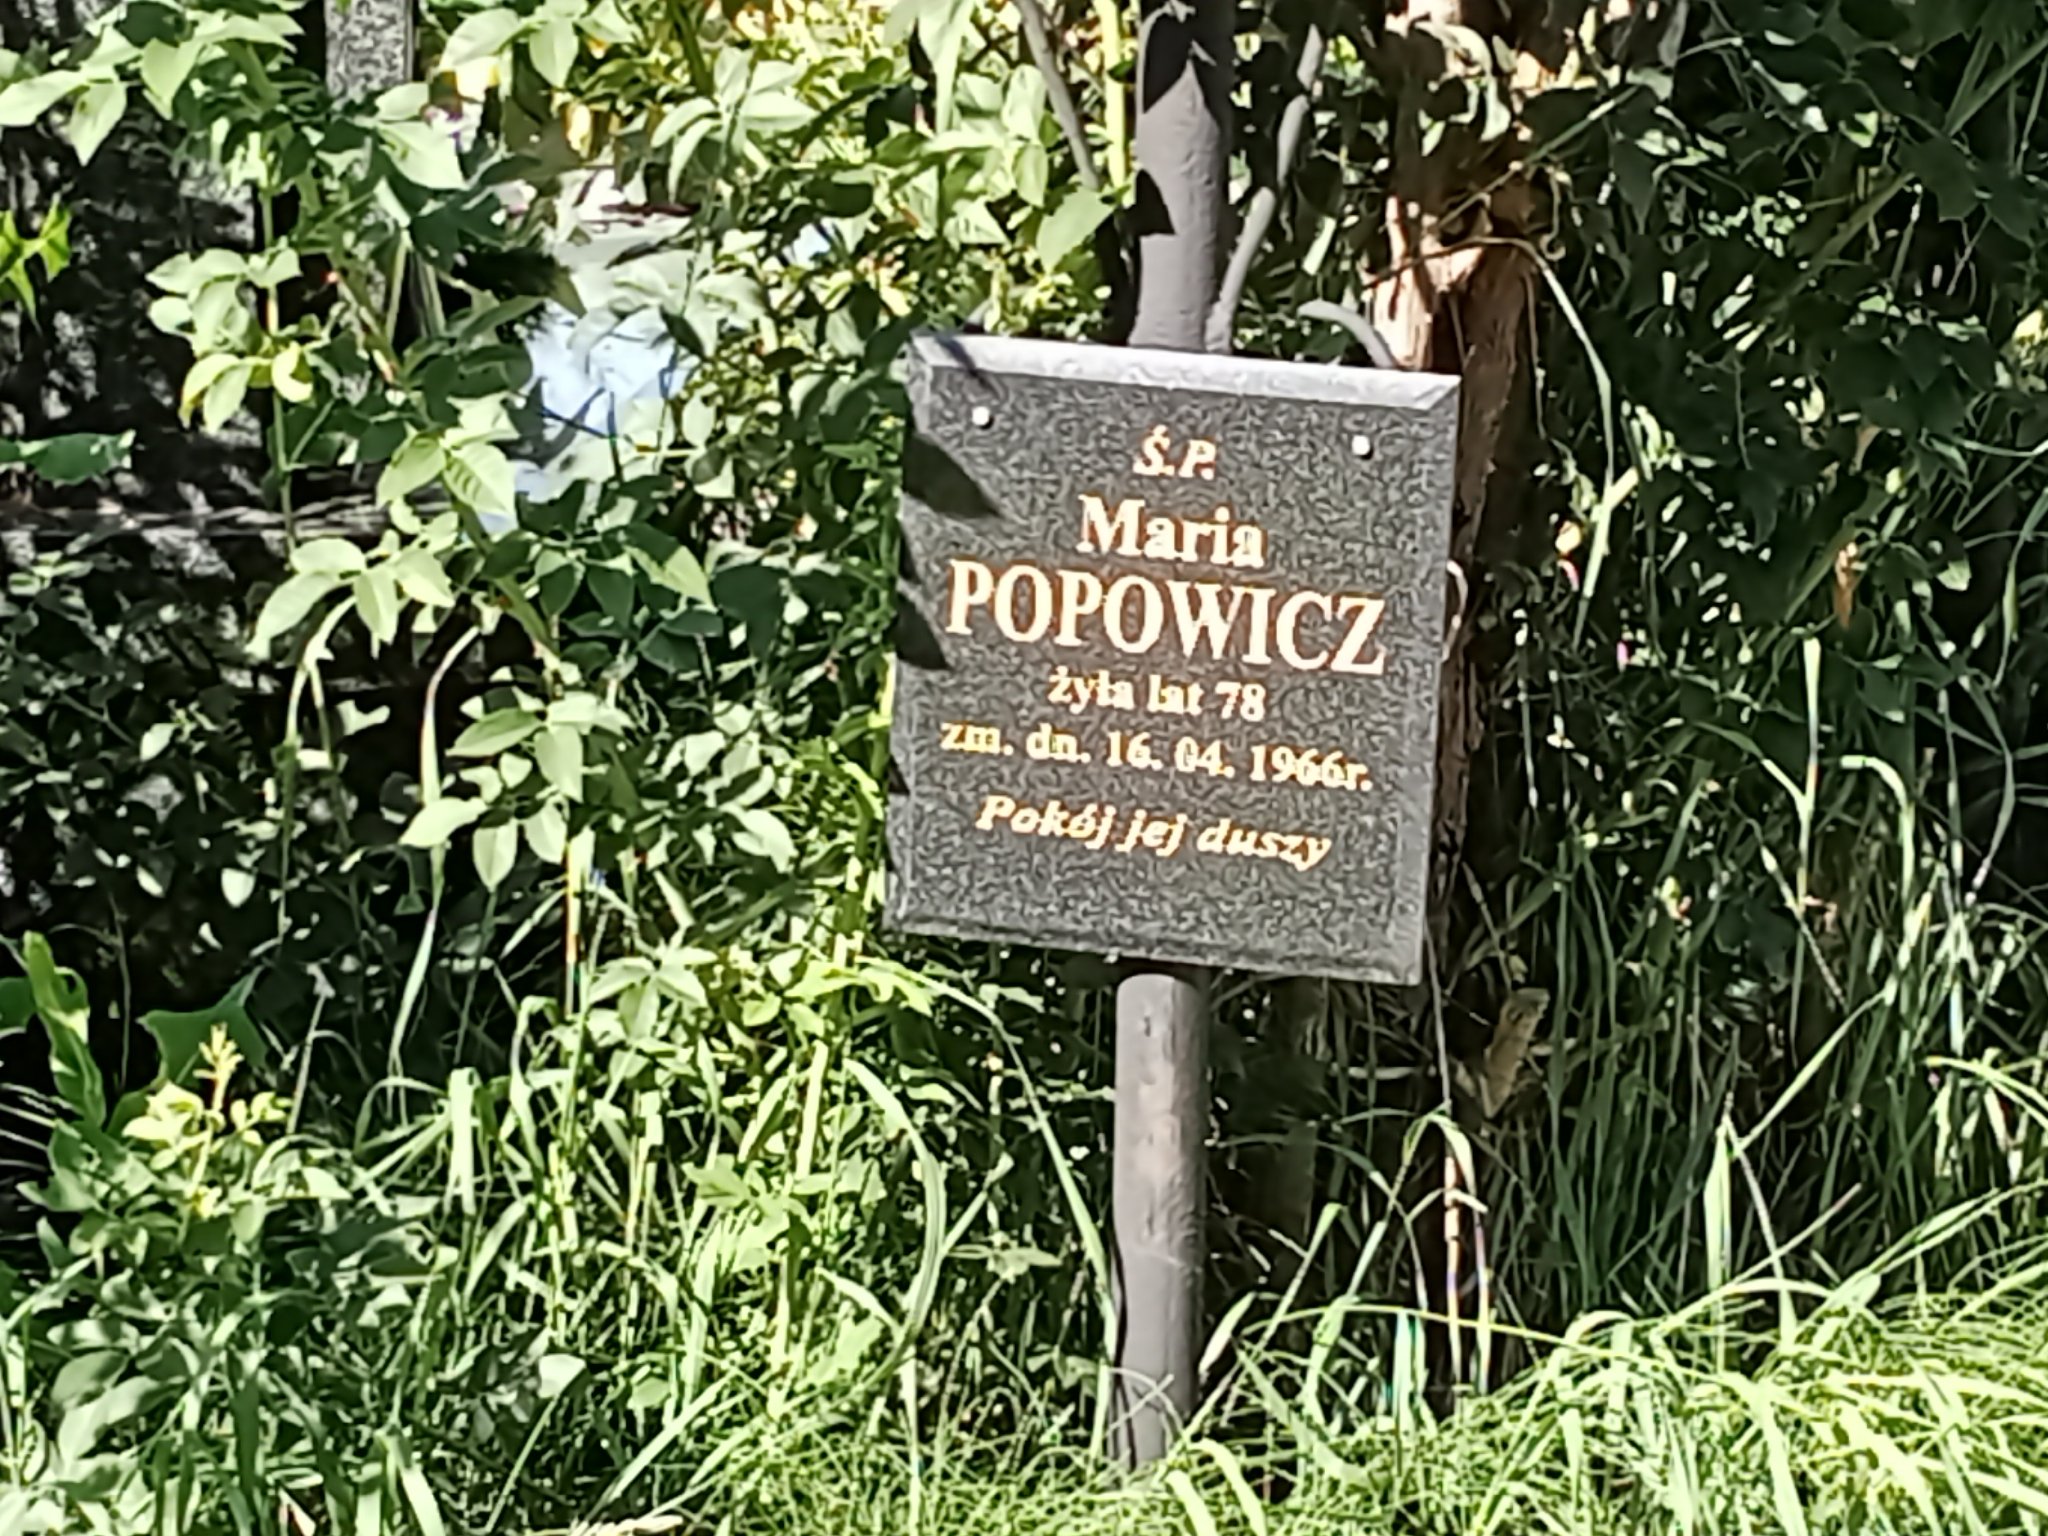 Ś.P.
Maria
POPOWICZ
żyła lat 78
zm. dn. 16. 04. 1966r.
Pokój jej duszy